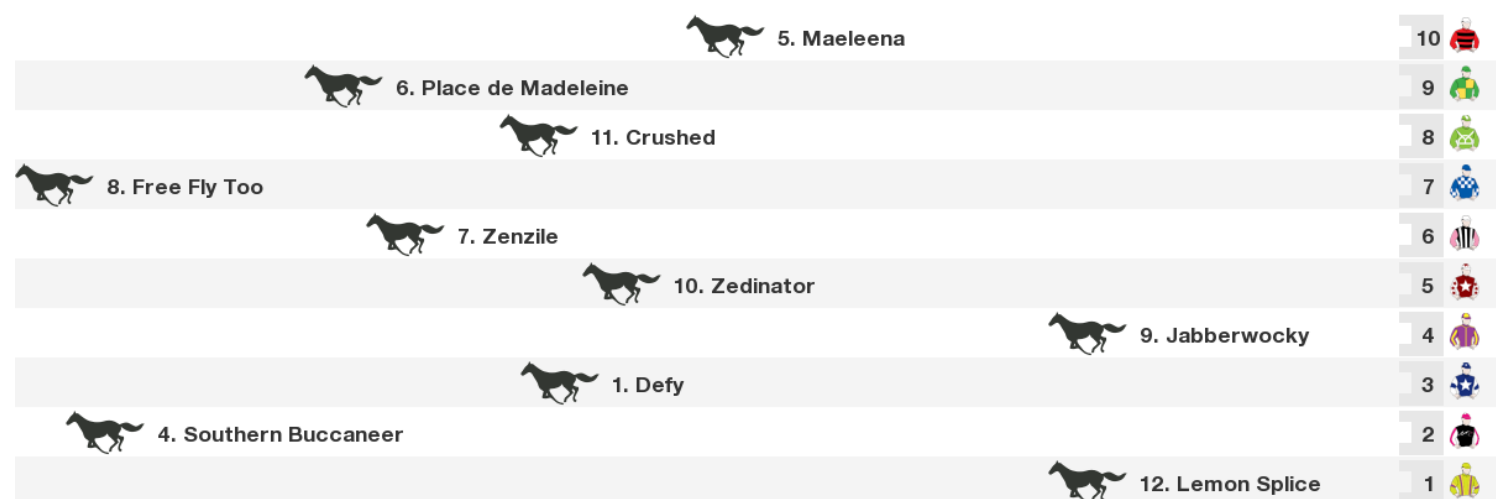 5. Maeleena 10
6. Place de Madeleine 9
11. Crushed 8
8. Free Fly Too 7
7. Zenzile 6
10. Zedinator 5
9. Jabberwocky 4
1. Defy 3
4. Southern Buccaneer 2
12. Lemon Splice 1